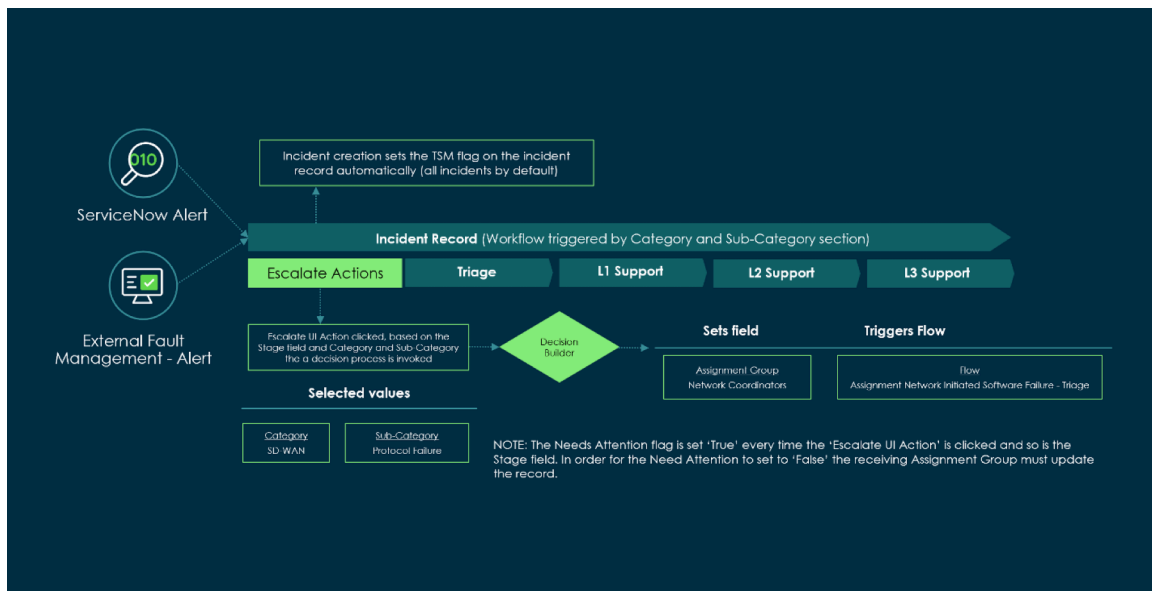 Incident creation sets the TSM flag on the incident
record automatically (all incidents by default)
010
ServiceNow Alert
Incident Record (Workflow triggered by Category and Sub-Category section)
Escalate Actions
Triage
L1 Support
L2 Support
L3 Support
External Fault
Management - Alert
Escalate UI Action clicked, based on the
Stage field and Category and Sub-Category
the a decision process is invoked
Decision
Builder
Sets field
Triggers Flow
Assignment Group
Network Coordinators
Flow
Assignment Network Initiated Software Failure - Triage
Selected values
Category
SD-WAN
Sub-Category
Protocol Failure
NOTE: The Needs Attention flag is set ‘True’ every time the ‘Escalate UI Action’ is clicked and so is the
Stage field. In order for the Need Attention to set to ‘False’ the receiving Assignment Group must update
the record.